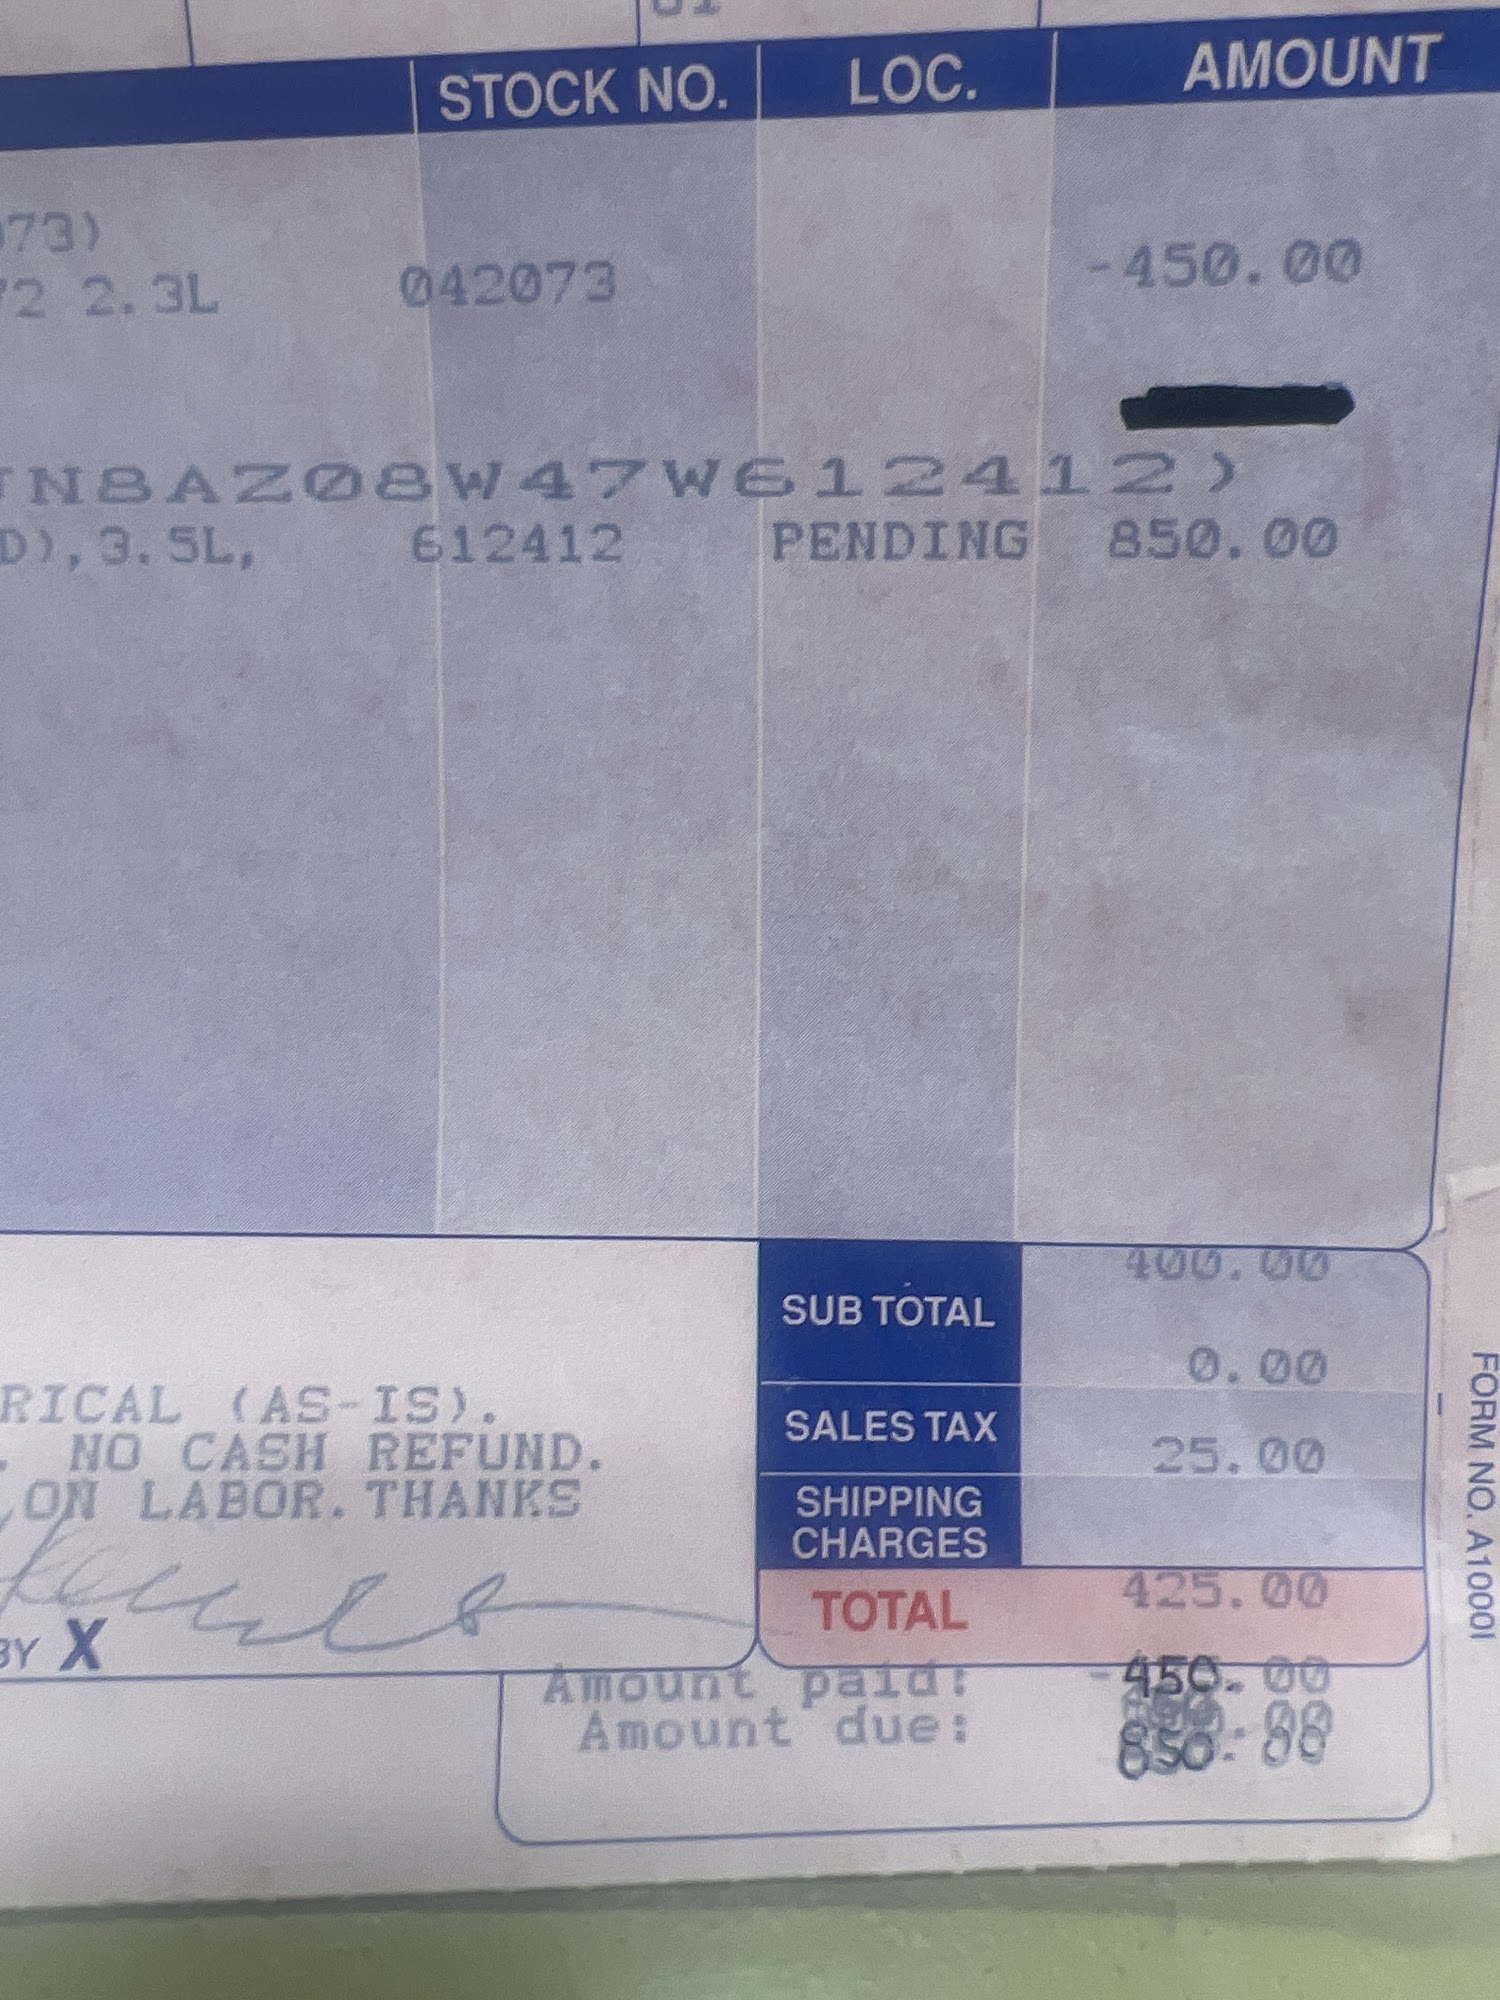 STOCK NO. LOC. AMOUNT
073)
2 2.3L 042073 -450.00
N8AZ08W47W612412)
D),3.5L, 612412 PENDING 850.00
400.00
SUB TOTAL
0.00
RICAL (AS-IS).
SALES TAX
. NO CASH REFUND. 25.00
ON LABOR. THANKS
SHIPPING
CHARGES
TOTAL 425.00
BY X
Amount paid: -450.00
Amount due: 850.00
FORM NO. A1000I